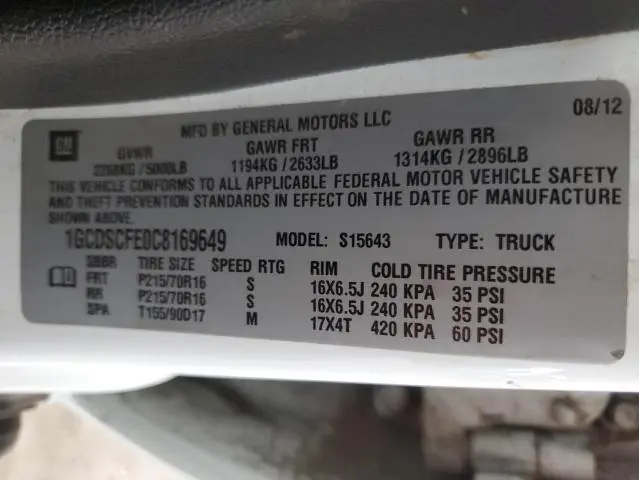 08/12
GM
MFD BY GENERAL MOTORS LLC
GVWR GAWR FRT GAWR RR
2268KG/5000LB 1194KG/2633LB 1314KG/2896LB
THIS VEHICLE CONFORMS TO ALL APPLICABLE FEDERAL MOTOR VEHICLE SAFETY
AND THEFT PREVENTION STANDARDS IN EFFECT ON THE DATE OF MANUFACTURE
SHOWN ABOVE.
1GCDSCFE0C8169649 MODEL: S15643 TYPE: TRUCK
TIRE SIZE SPEED RTG RIM COLD TIRE PRESSURE
FRT P215/70R16 S 16X6.5J 240 KPA 35 PSI
RR P215/70R16 S 16X6.5J 240 KPA 35 PSI
SPA T155/90D17 M 17X4T 420 KPA 60 PSI